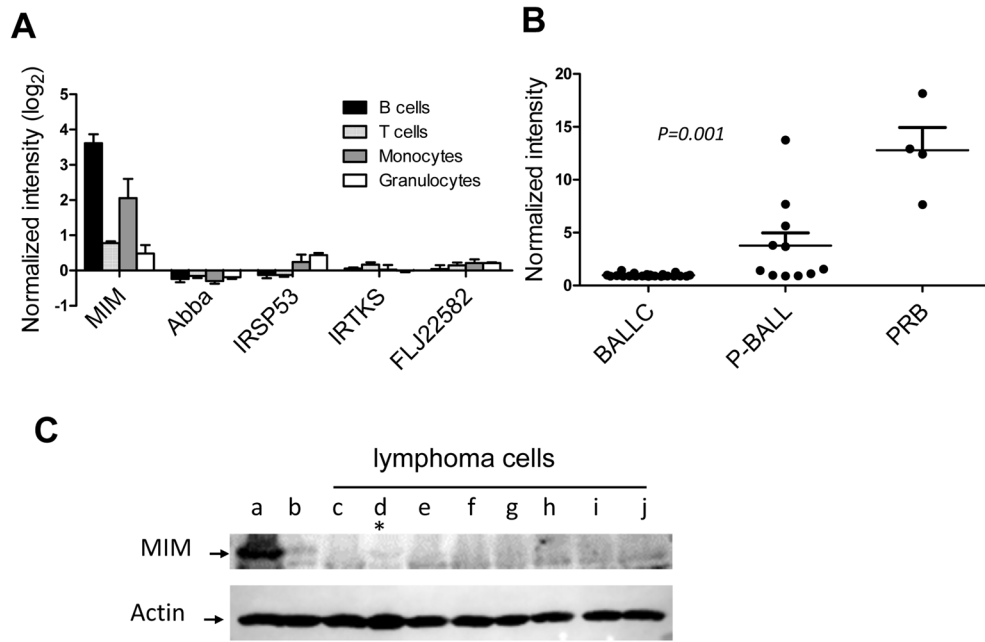 A
Normalized intensity (log2)
5
4
3
2
1
0
-1
B cells
T cells
Monocytes
Granulocytes
MIM
Abba
IRSP53
IRTKS
FLJ22582
B
Normalized intensity
20
15
10
5
0
P=0.001
BALLC
P-BALL
PRB
C
lymphoma cells
a b c d e f g h i j
*
MIM
Actin